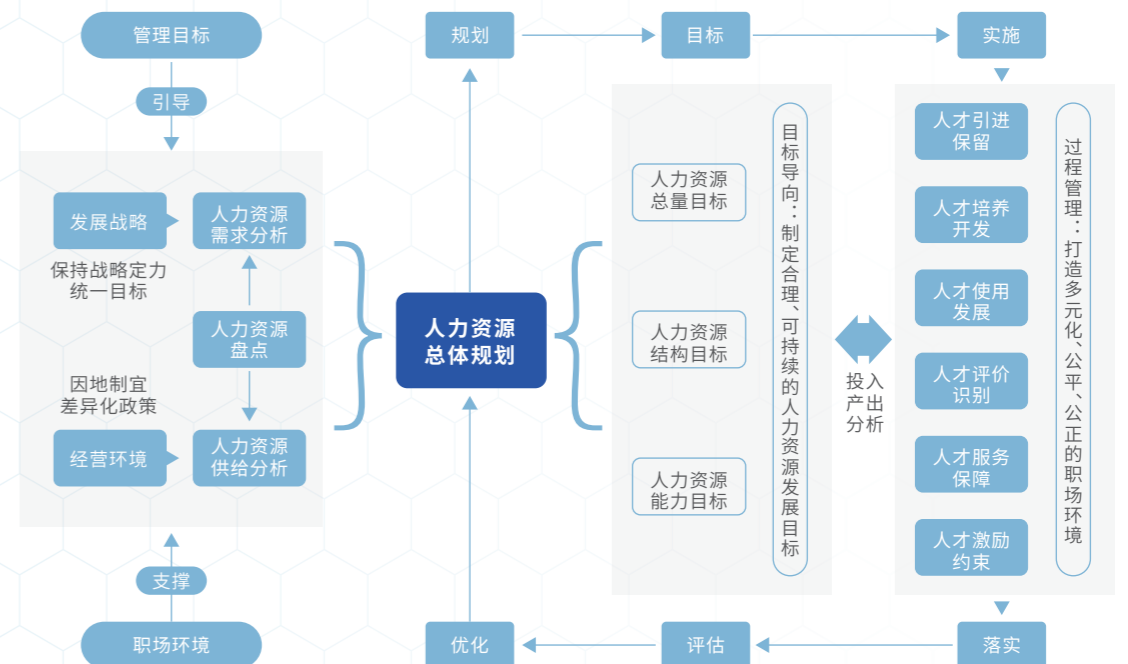 管理目标
引导
发展战略
人力资源
需求分析
保持战略定力
统一目标
人力资源
盘点
因地制宜
差异化政策
经营环境
人力资源
供给分析
支撑
职场环境
人力资源
总体规划
规划
目标
实施
人力资源
总量目标
人力资源
结构目标
人力资源
能力目标
目标导向：制定合理、可持续的人力资源发展目标
投入
产出
分析
人才引进
保留
人才培养
开发
人才使用
发展
人才评价
识别
人才服务
保障
人才激励
约束
过程管理：打造多元化、公平、公正的职场环境
优化
评估
落实